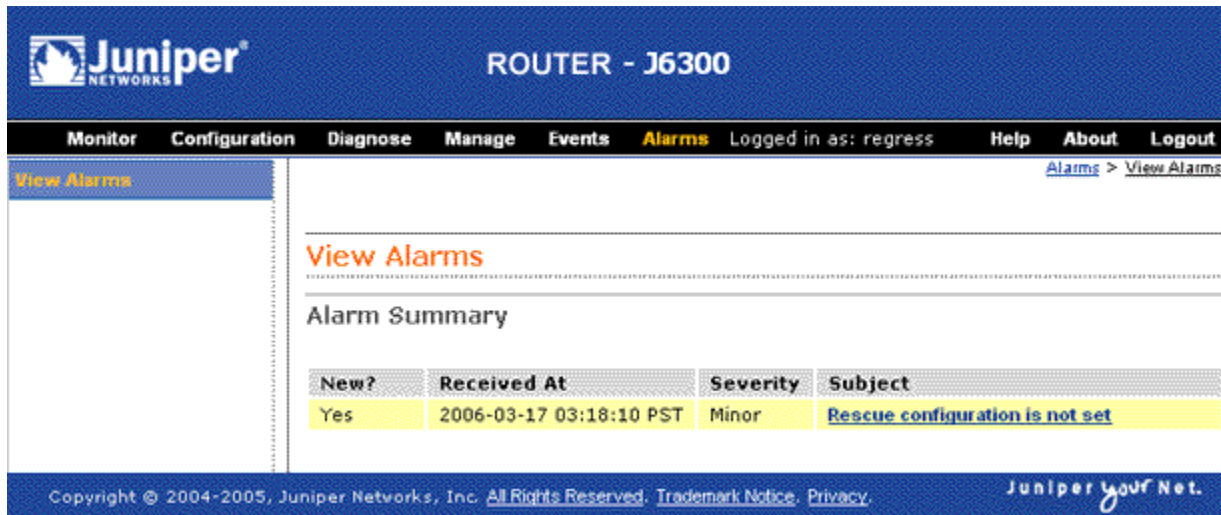 Juniper®
NETWORKS
ROUTER - J6300
Monitor Configuration Diagnose Manage Events Alarms Logged in as: regress Help About Logout
View Alarms
Alarms > View Alarms
View Alarms
Alarm Summary
New? Received At Severity Subject
Yes 2006-03-17 03:18:10 PST Minor Rescue configuration is not set
Copyright © 2004-2005, Juniper Networks, Inc. All Rights Reserved. Trademark Notice. Privacy.
Juniper your Net.